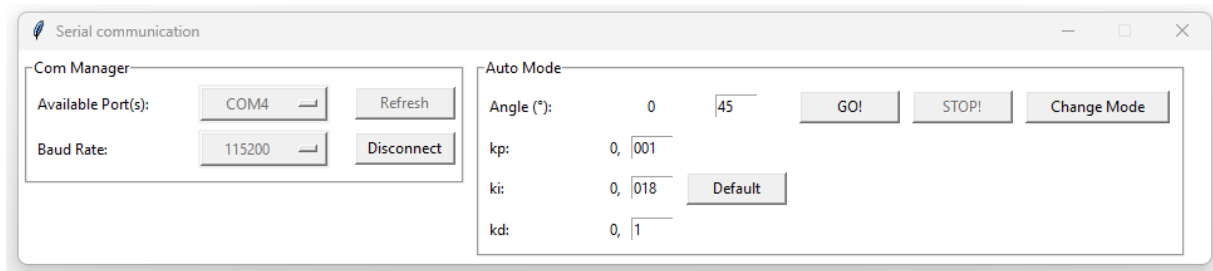 Serial communication
Com Manager
Available Port(s): COM4 Refresh
Baud Rate: 115200 Disconnect
Auto Mode
Angle (°): 0 45 GO! STOP! Change Mode
kp: 0, 001
ki: 0, 018 Default
kd: 0, 1